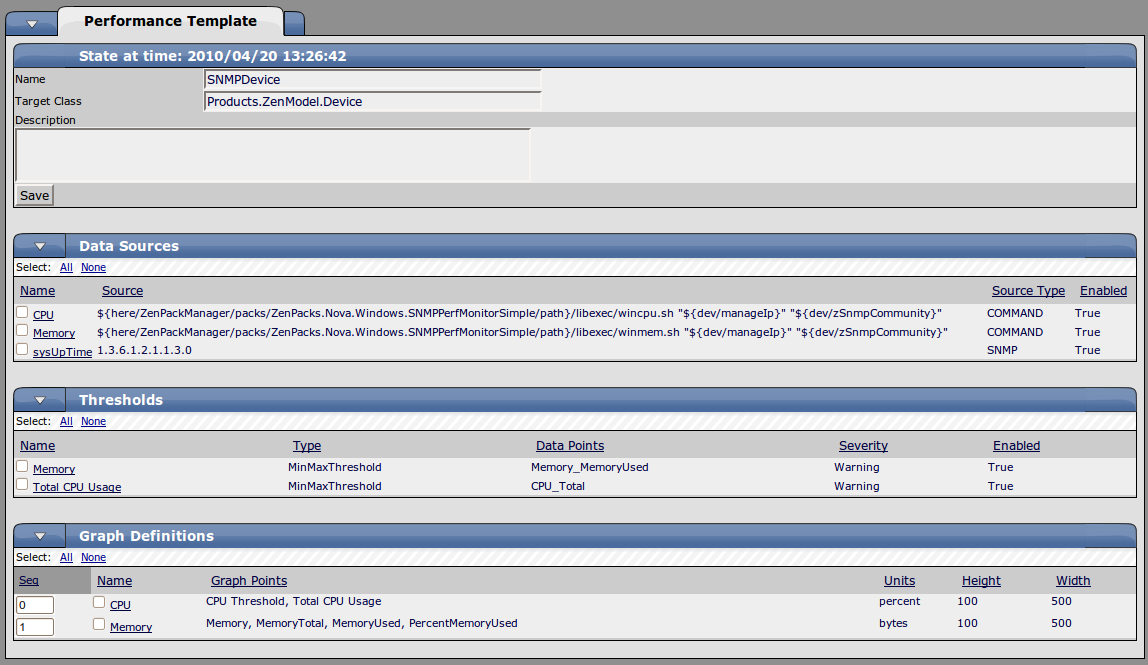 Performance Template
State at time: 2010/04/20 13:26:42
Name SNMPDevice
Target Class Products.ZenModel.Device
Description
Save
Data Sources
Select: All None
Name Source Source Type Enabled
CPU ${here/ZenPackManager/packs/ZenPacks.Nova.Windows.SNMPPerfMonitorSimple/path}/libexec/wincpu.sh "${dev/manageIp}" "${dev/zSnmpCommunity}" COMMAND True
Memory ${here/ZenPackManager/packs/ZenPacks.Nova.Windows.SNMPPerfMonitorSimple/path}/libexec/winmem.sh "${dev/manageIp}" "${dev/zSnmpCommunity}" COMMAND True
sysUpTime 1.3.6.1.2.1.1.3.0 SNMP True
Thresholds
Select: All None
Name Type Data Points Severity Enabled
Memory MinMaxThreshold Memory_MemoryUsed Warning True
Total CPU Usage MinMaxThreshold CPU_Total Warning True
Graph Definitions
Select: All None
Seq Name Graph Points Units Height Width
0 CPU CPU Threshold, Total CPU Usage percent 100 500
1 Memory Memory, MemoryTotal, MemoryUsed, PercentMemoryUsed bytes 100 500